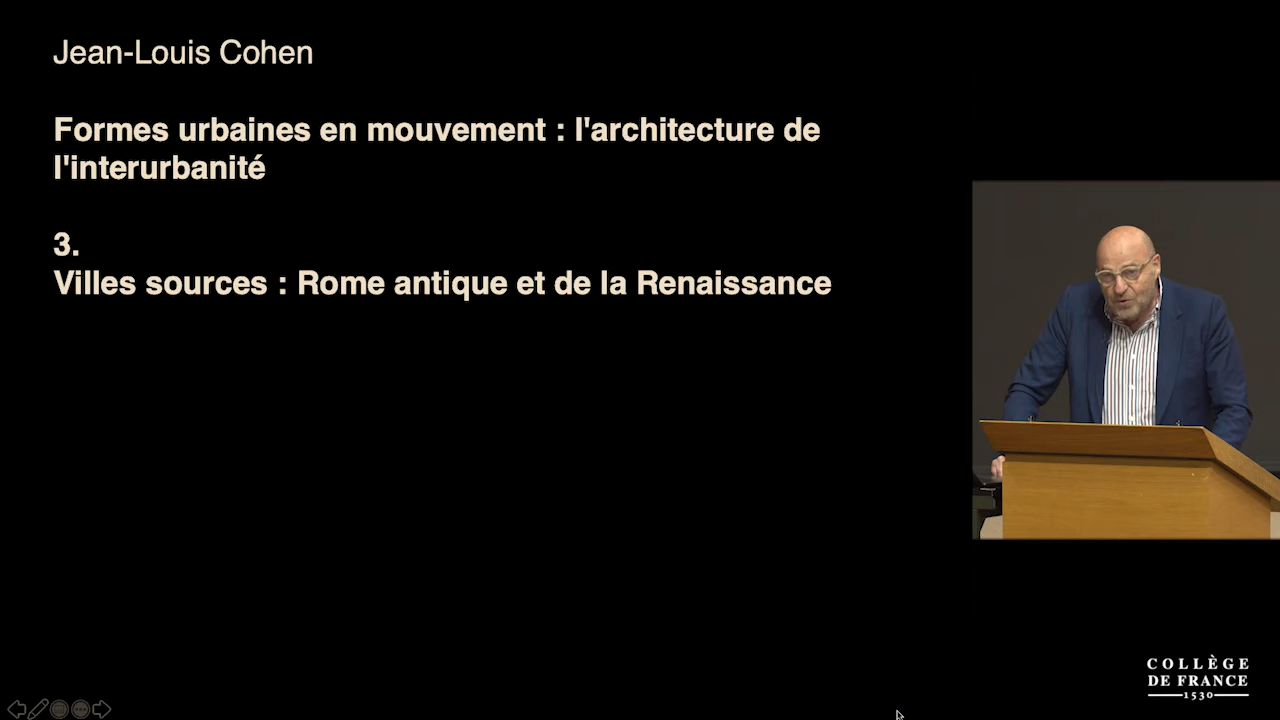 Jean-Louis Cohen
Formes urbaines en mouvement : l'architecture de
l'interurbanité
3.
Villes sources : Rome antique et de la Renaissance
COLLÈGE
DE FRANCE
1530